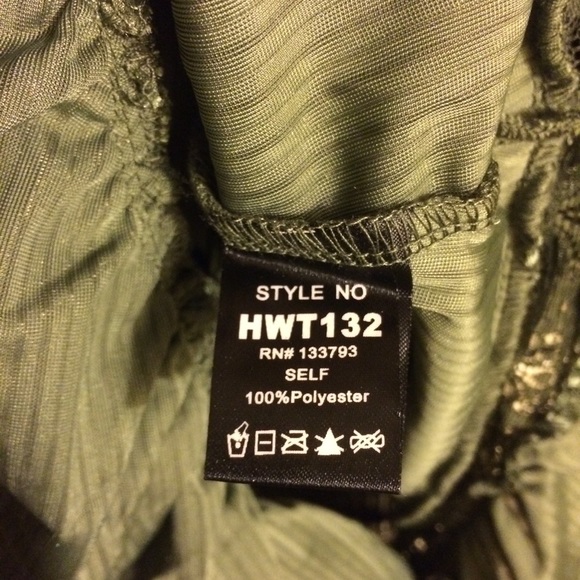 STYLE NO
HWT132
RN# 133793
SELF
100%Polyester